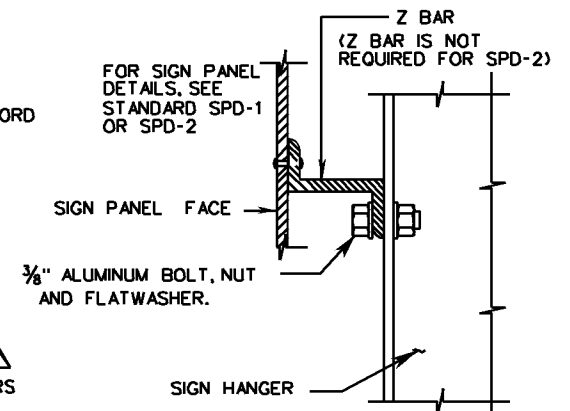 Z BAR
(Z BAR IS NOT
REQUIRED FOR SPD-2)
FOR SIGN PANEL
DETAILS, SEE
STANDARD SPD-1
OR SPD-2
ORD
SIGN PANEL FACE
3/8" ALUMINUM BOLT, NUT
AND FLATWASHER.
RS
SIGN HANGER